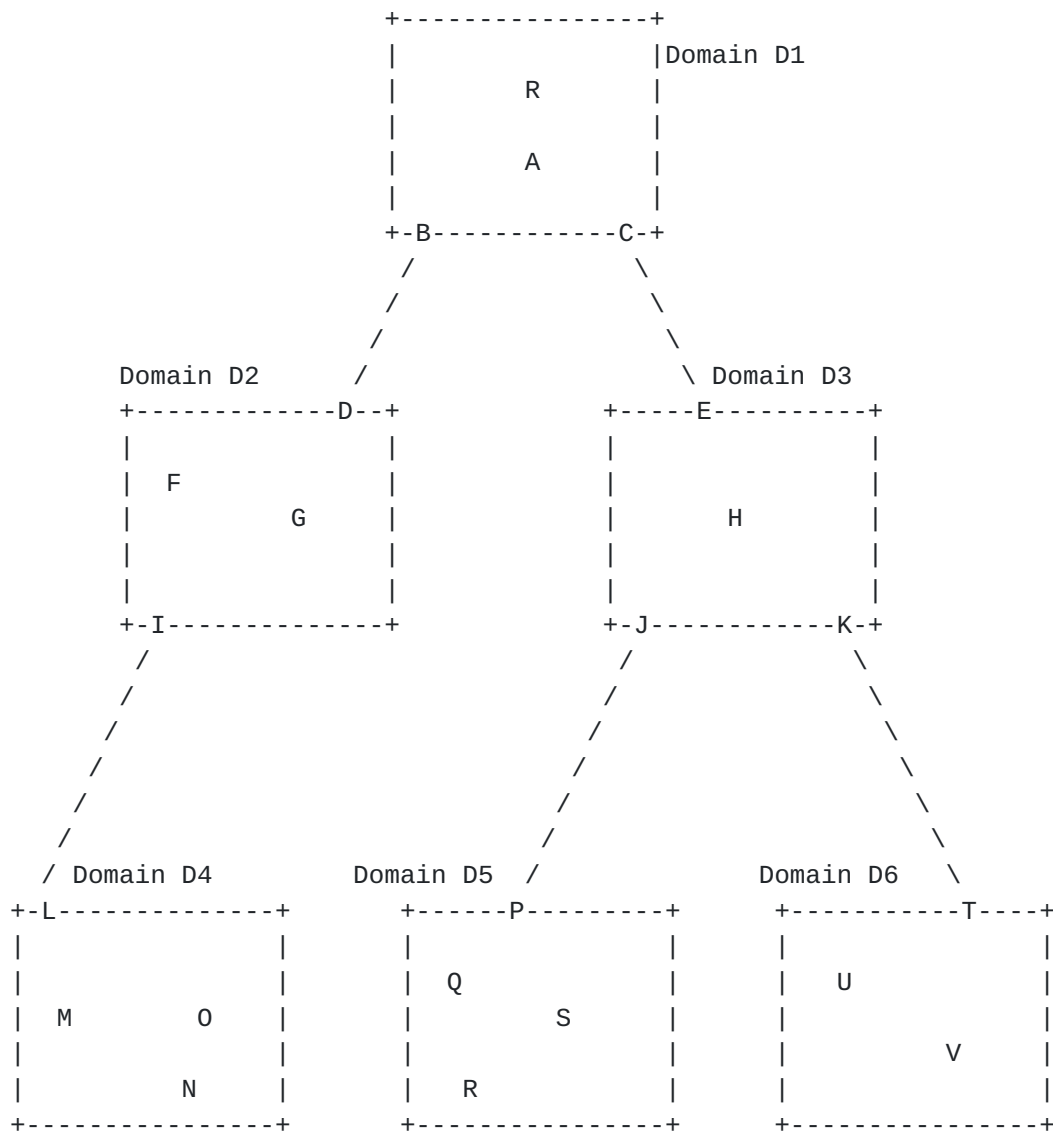 +----------------+
|                |Domain D1
|        R       |
|                |
|        A       |
|                |
+-B------------C-+
/              \
/                \
/                  \
Domain D2      /                    \ Domain D3
+-------------D--+             +-----E----------+
|                |             |                |
|  F             |             |                |
|          G     |             |       H        |
|                |             |                |
|                |             |                |
+-I--------------+             +-J------------K-+
/                              /              \
/                              /                \
/                              /                  \
/                              /                    \
/                              /                      \
/                              /                        \
/ Domain D4         Domain D5  /              Domain D6   \
+-L--------------+       +------P---------+      +-----------T----+
|                |       |                |      |                |
|                |       |  Q             |      |   U            |
|  M        O    |       |         S      |      |                |
|                |       |                |      |          V     |
|          N     |       |   R            |      |                |
+----------------+       +----------------+      +----------------+